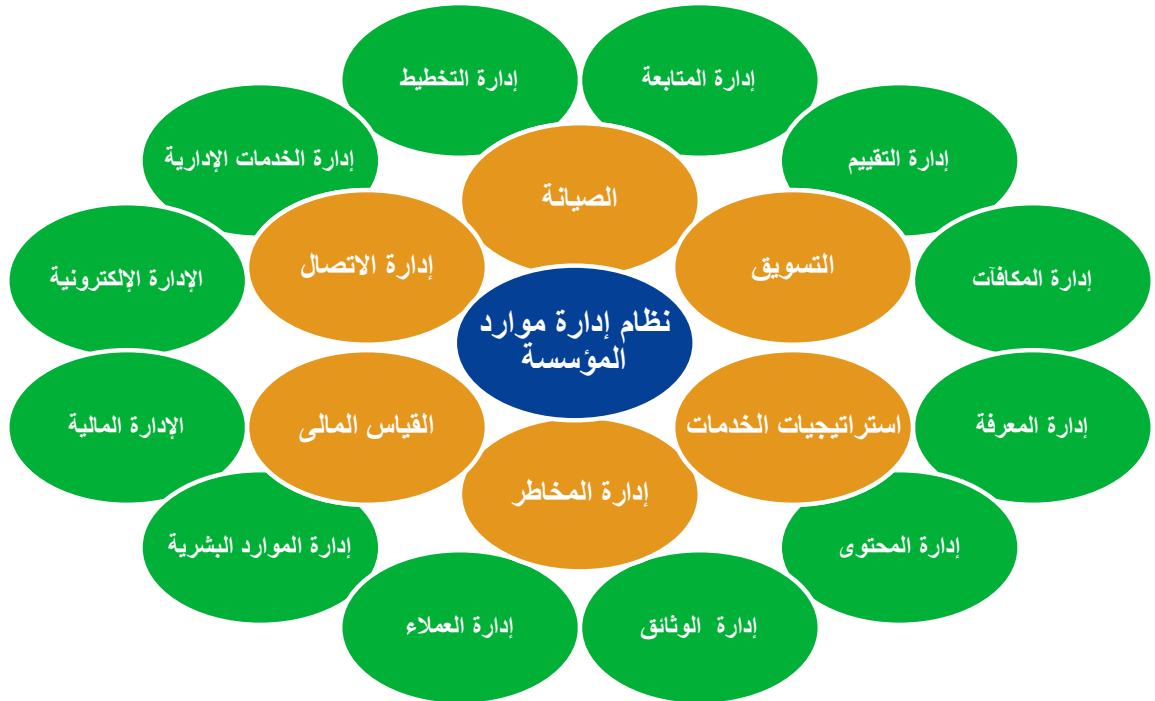 إدارة المتابعة
إدارة التخطيط
إدارة التقييم
إدارة الخدمات الإدارية
الصيانة
التسويق
إدارة الاتصال
إدارة المكافآت
الإدارة الإلكترونية
نظام إدارة موارد
المؤسسة
إدارة المعرفة
استراتيجيات الخدمات
القياس المالى
الإدارة المالية
إدارة المخاطر
إدارة المحتوى
إدارة الموارد البشرية
إدارة الوثائق
إدارة العملاء